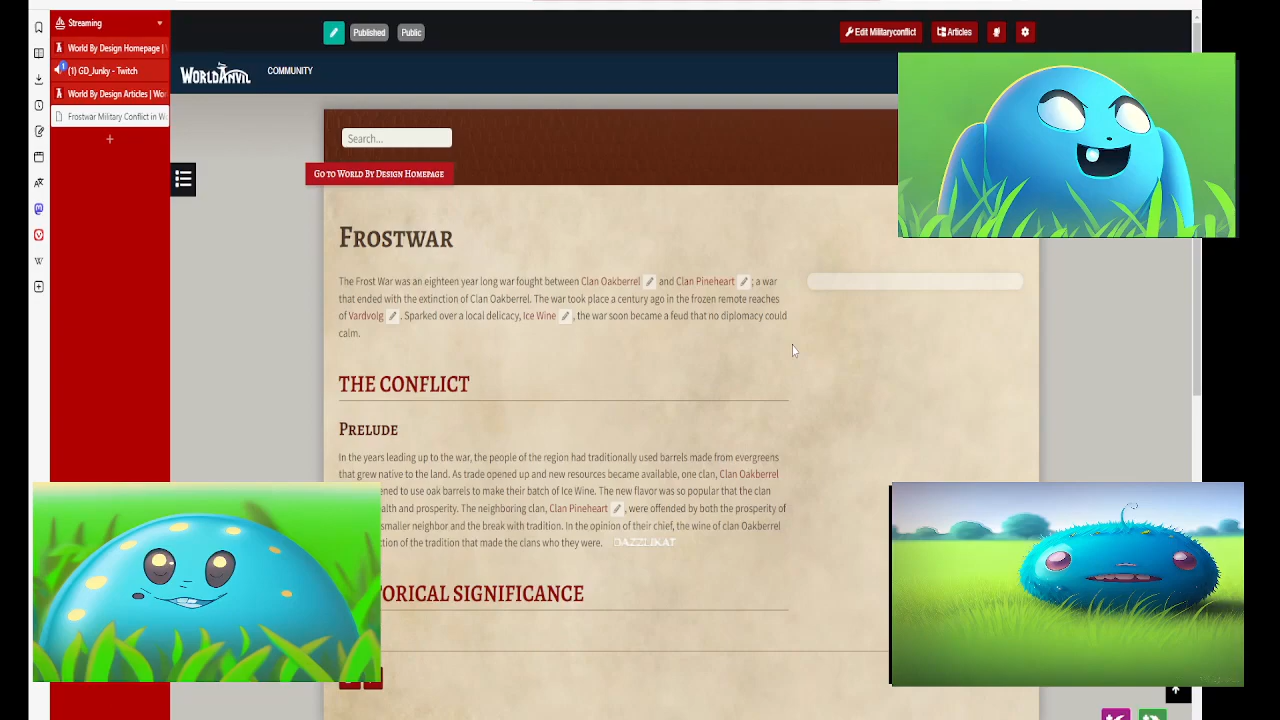 Streaming
World By Design Homepage |
(1) GD_Junky - Twitch
World By Design Articles | Wor
Frostwar Military Conflict in W
Published
Public
Edit Militaryconflict
Articles
WORLDANVIL
COMMUNITY
Search...
GO TO WORLD BY DESIGN HOMEPAGE
FROSTWAR
The Frost War was an eighteen year long war fought between Clan Oakberrel and Clan Pineheart ; a war
that ended with the extinction of Clan Oakberrel. The war took place a century ago in the frozen remote reaches
of Vardvolg . Sparked over a local delicacy, Ice Wine , the war soon became a feud that no diplomacy could
calm.
THE CONFLICT
PRELUDE
In the years leading up to the war, the people of the region had traditionally used barrels made from evergreens
that grew native to the land. As trade opened up and new resources became available, one clan, Clan Oakberrel
ened to use oak barrels to make their batch of Ice Wine. The new flavor was so popular that the clan
alth and prosperity. The neighboring clan, Clan Pineheart , were offended by both the prosperity of
smaller neighbor and the break with tradition. In the opinion of their chief, the wine of clan Oakberrel
ction of the tradition that made the clans who they were.
DAZZLIKAT
ORICAL SIGNIFICANCE